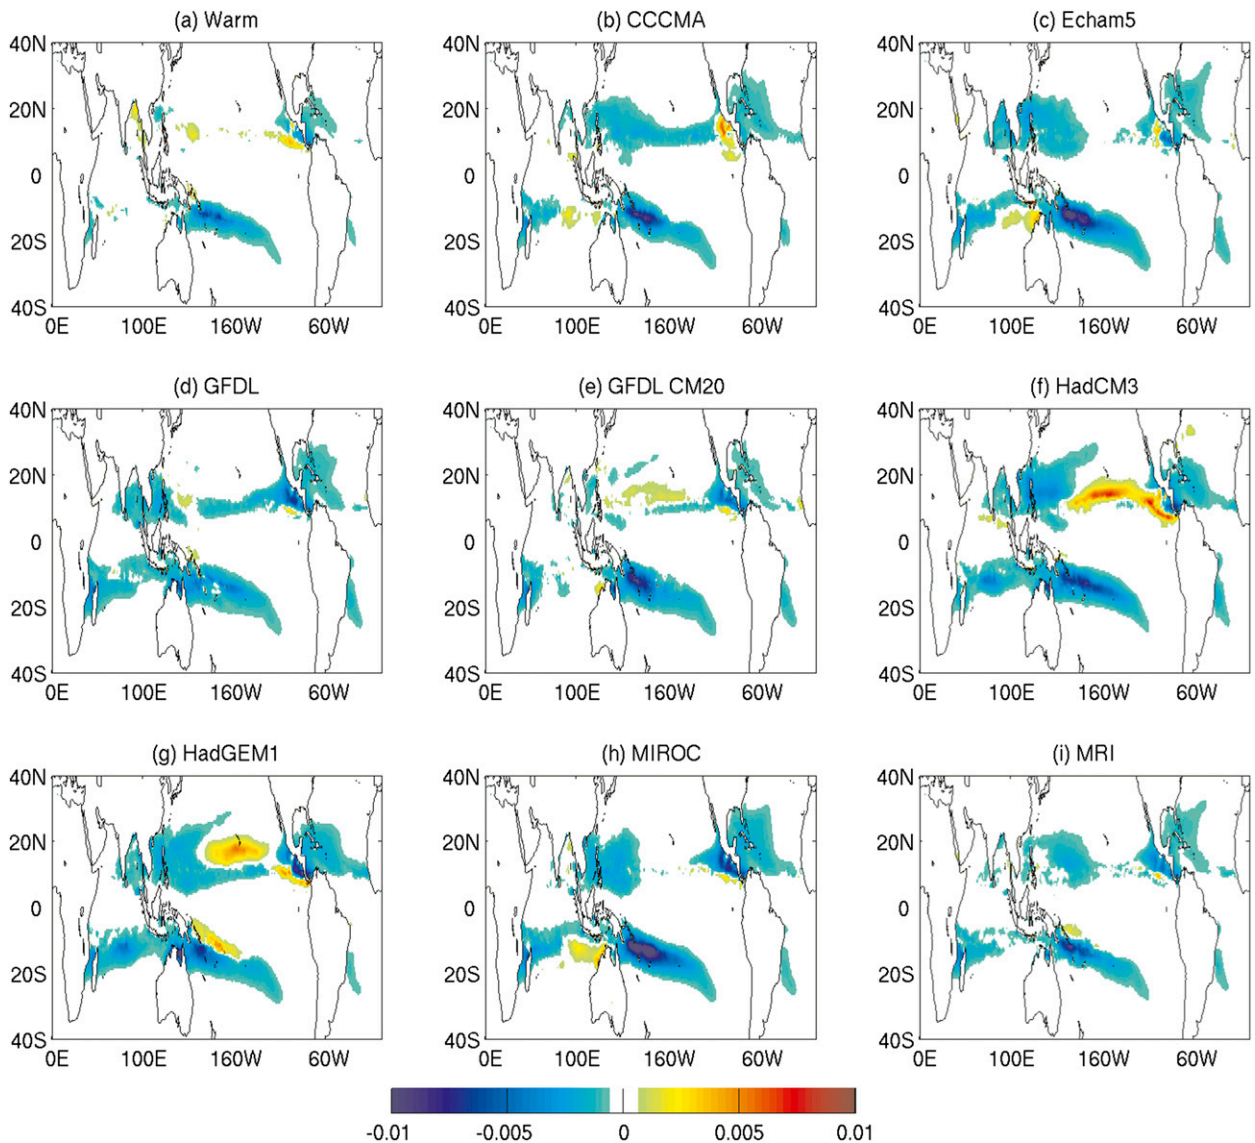 (a) Warm
(b) CCCMA
(c) Echam5
40N
20N
0
20S
40S
0E 100E 160W 60W
40N
20N
0
20S
40S
0E 100E 160W 60W
40N
20N
0
20S
40S
0E 100E 160W 60W
(d) GFDL
(e) GFDL CM20
(f) HadCM3
40N
20N
0
20S
40S
0E 100E 160W 60W
40N
20N
0
20S
40S
0E 100E 160W 60W
40N
20N
0
20S
40S
0E 100E 160W 60W
(g) HadGEM1
(h) MIROC
(i) MRI
40N
20N
0
20S
40S
0E 100E 160W 60W
40N
20N
0
20S
40S
0E 100E 160W 60W
40N
20N
0
20S
40S
0E 100E 160W 60W
-0.01 -0.005 0 0.005 0.01